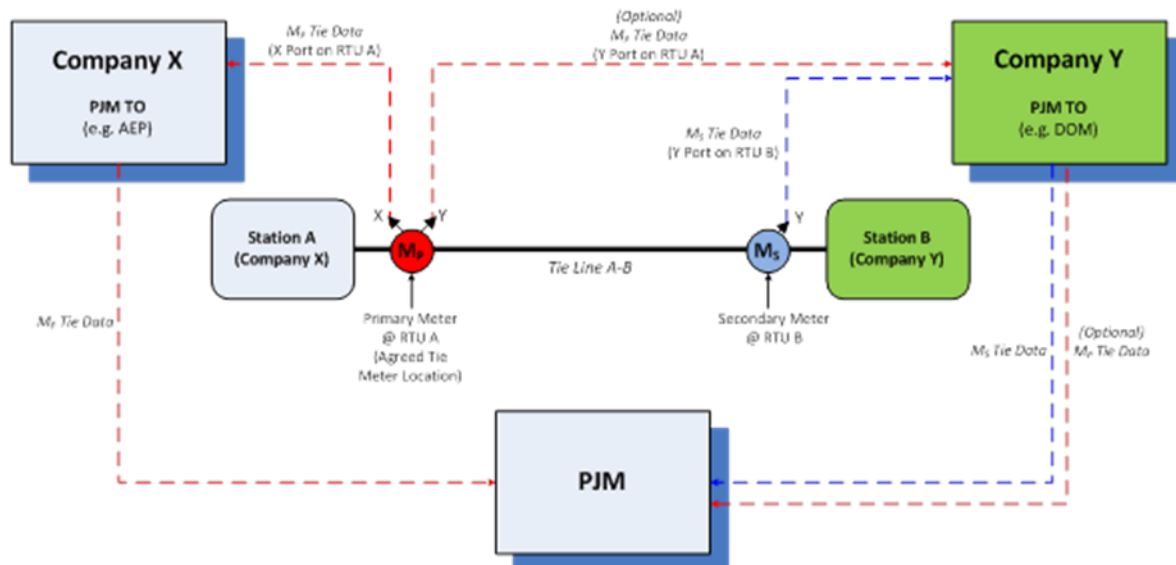 Company X
PJM TO
(e.g. AEP)
MP Tie Data
(X Port on RTU A)
(Optional)
MP Tie Data
(Y Port on RTU A)
Company Y
PJM TO
(e.g. DOM)
MS Tie Data
(Y Port on RTU B)
X
Y
Y
Station A
(Company X)
MP
Tie Line A-B
MS
Station B
(Company Y)
Primary Meter
@ RTU A
(Agreed Tie
Meter Location)
Secondary Meter
@ RTU B
MP Tie Data
MS Tie Data
(Optional)
MP Tie Data
PJM